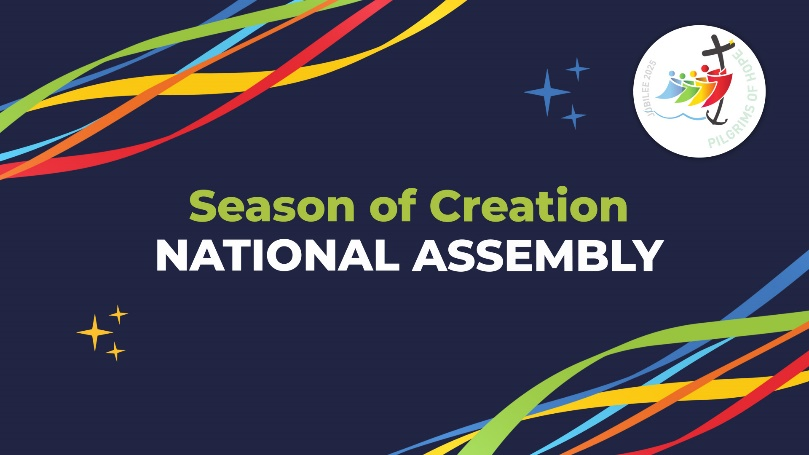 JUBILEE 2025
PILGRIMS OF HOPE
Season of Creation
NATIONAL ASSEMBLY